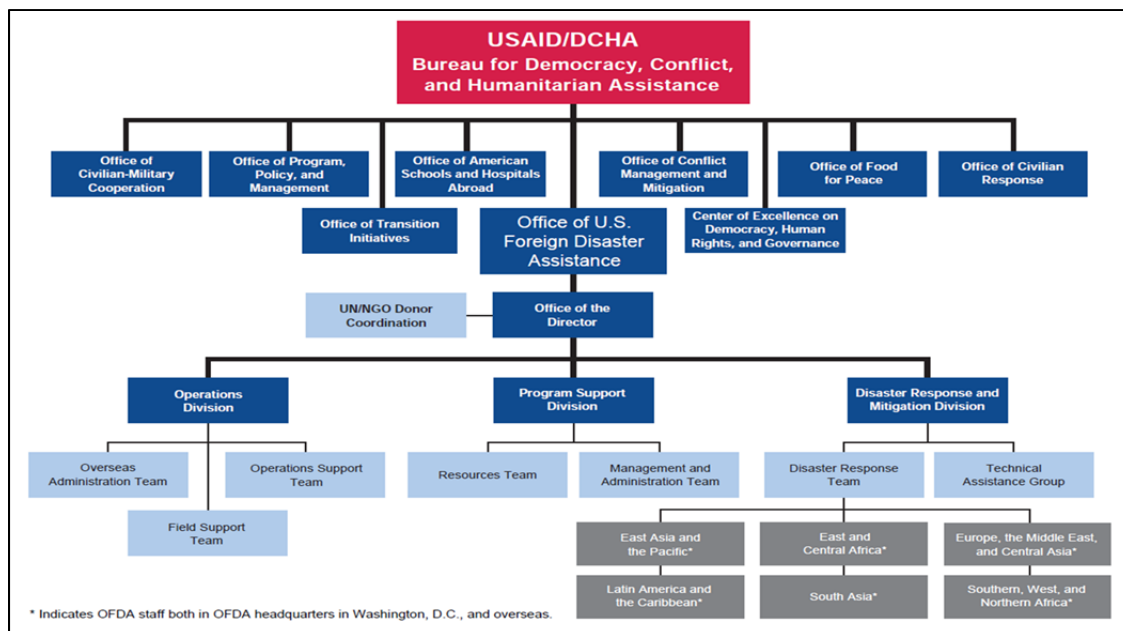 USAID/DCHA
Bureau for Democracy, Conflict,
and Humanitarian Assistance
Office of
Civilian-Military
Cooperation
Office of Program,
Policy, and
Management
Office of American
Schools and Hospitals
Abroad
Office of Conflict
Management and
Mitigation
Office of Food
for Peace
Office of Civilian
Response
Office of Transition
Initiatives
Office of U.S.
Foreign Disaster
Assistance
Center of Excellence on
Democracy, Human
Rights, and Governance
UN/NGO Donor
Coordination
Office of the
Director
Operations
Division
Program Support
Division
Disaster Response and
Mitigation Division
Overseas
Administration Team
Operations Support
Team
Field Support
Team
Resources Team
Management and
Administration Team
Disaster Response
Team
Technical
Assistance Group
East Asia and
the Pacific*
East and
Central Africa*
Europe, the Middle East,
and Central Asia*
Latin America and
the Caribbean*
South Asia*
Southern, West, and
Northern Africa*
* Indicates OFDA staff both in OFDA headquarters in Washington, D.C., and overseas.